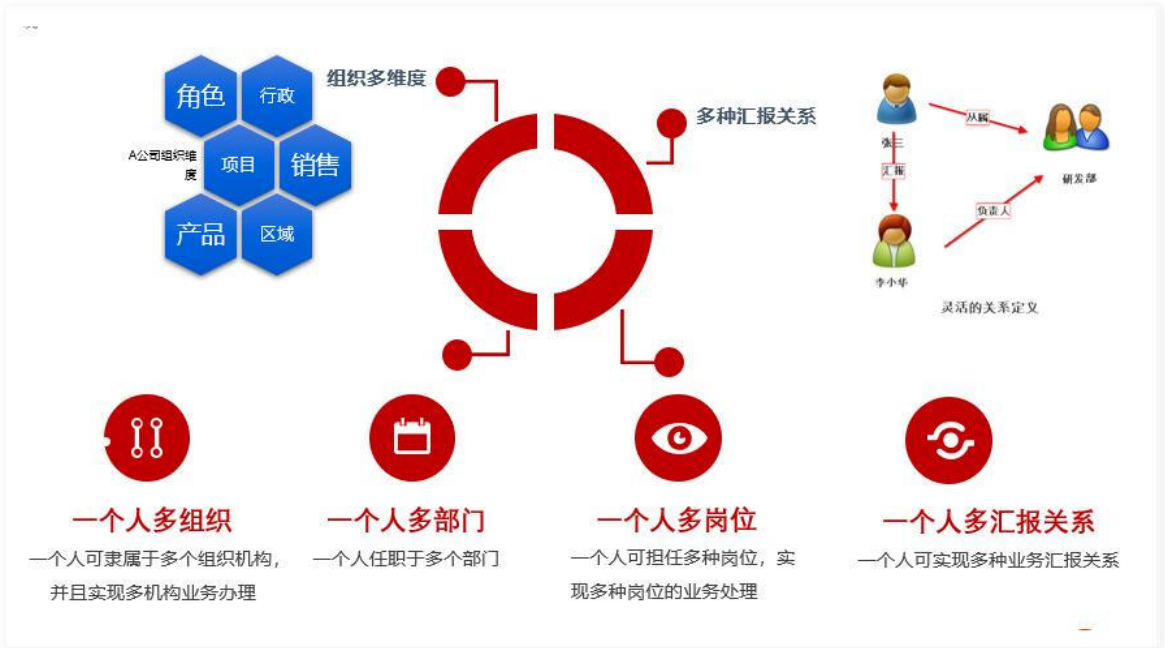 组织多维度
多种汇报关系
角色
行政
A公司组织维
度
项目
销售
产品
区域
张三
从属
汇报
研发部
负责人
李小华
灵活的关系定义
一个人多组织
一个人可隶属于多个组织机构，
并且实现多机构业务办理
一个人多部门
一个人任职于多个部门
一个人多岗位
一个人可担任多种岗位，实
现多种岗位的业务处理
一个人多汇报关系
一个人可实现多种业务汇报关系